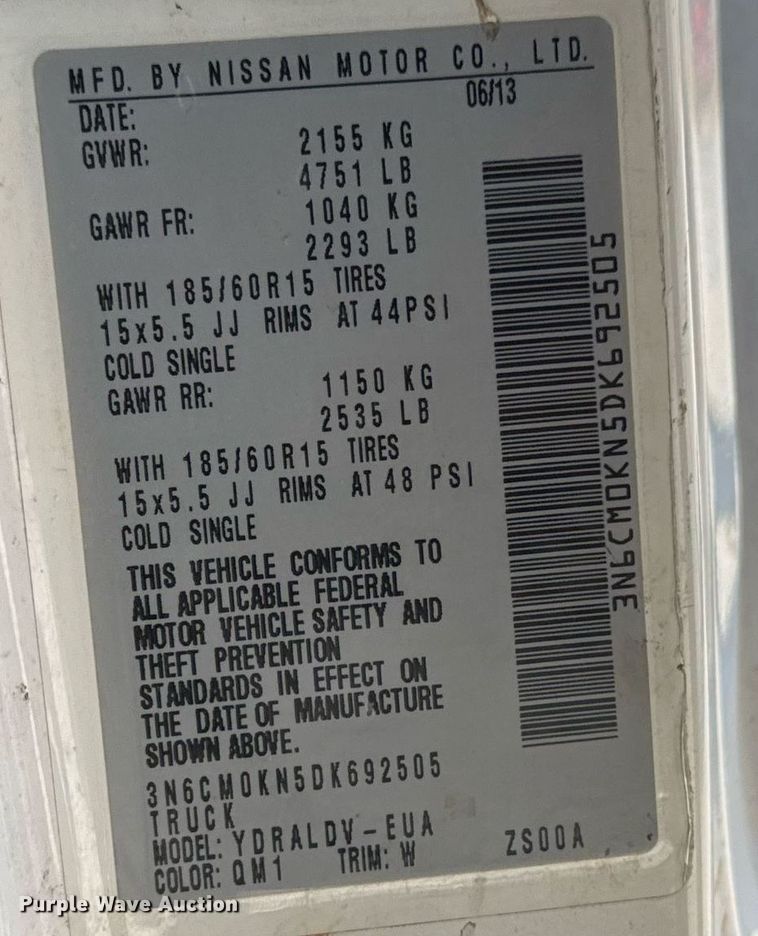 MFD. BY NISSAN MOTOR CO., LTD.
DATE: 06/13
GVWR: 2155 KG
4751 LB
GAWR FR: 1040 KG
2293 LB
WITH 185/60R15 TIRES
15x5.5 JJ RIMS AT 44PSI
COLD SINGLE
GAWR RR: 1150 KG
2535 LB
WITH 185/60R15 TIRES
15x5.5 JJ RIMS AT 48 PSI
COLD SINGLE
THIS VEHICLE CONFORMS TO
ALL APPLICABLE FEDERAL
MOTOR VEHICLE SAFETY AND
THEFT PREVENTION
STANDARDS IN EFFECT ON
THE DATE OF MANUFACTURE
SHOWN ABOVE.
3N6CM0KN5DK692505
TRUCK
MODEL: YDRALDV-EUA
COLOR: QM1 TRIM: W ZS00A
3N6CM0KN5DK692505
Purple Wave Auction